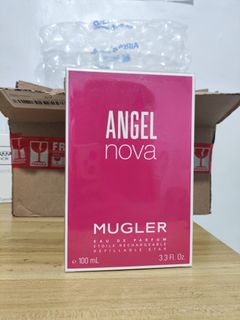 ANGEL
nova
MUGLER
EAU DE PARFUM
ÉTOILE RECHARGEABLE
REFILLABLE STAR
℮ 100 mL 3.3 Fl. Oz.